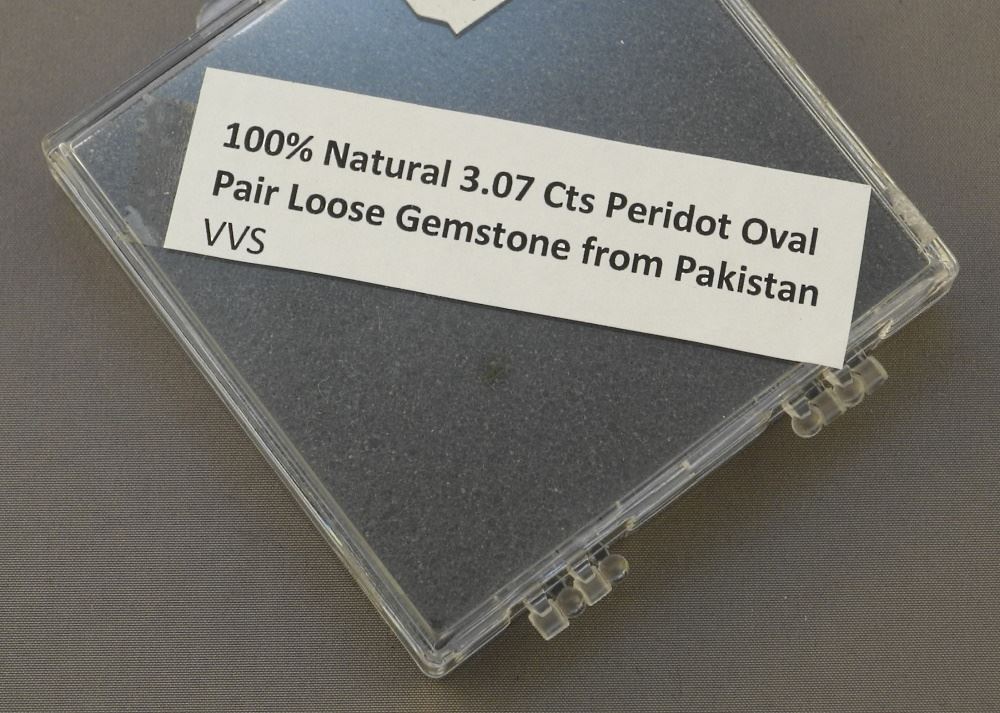 100% Natural 3.07 Cts Peridot Oval
Pair Loose Gemstone from Pakistan
VVS